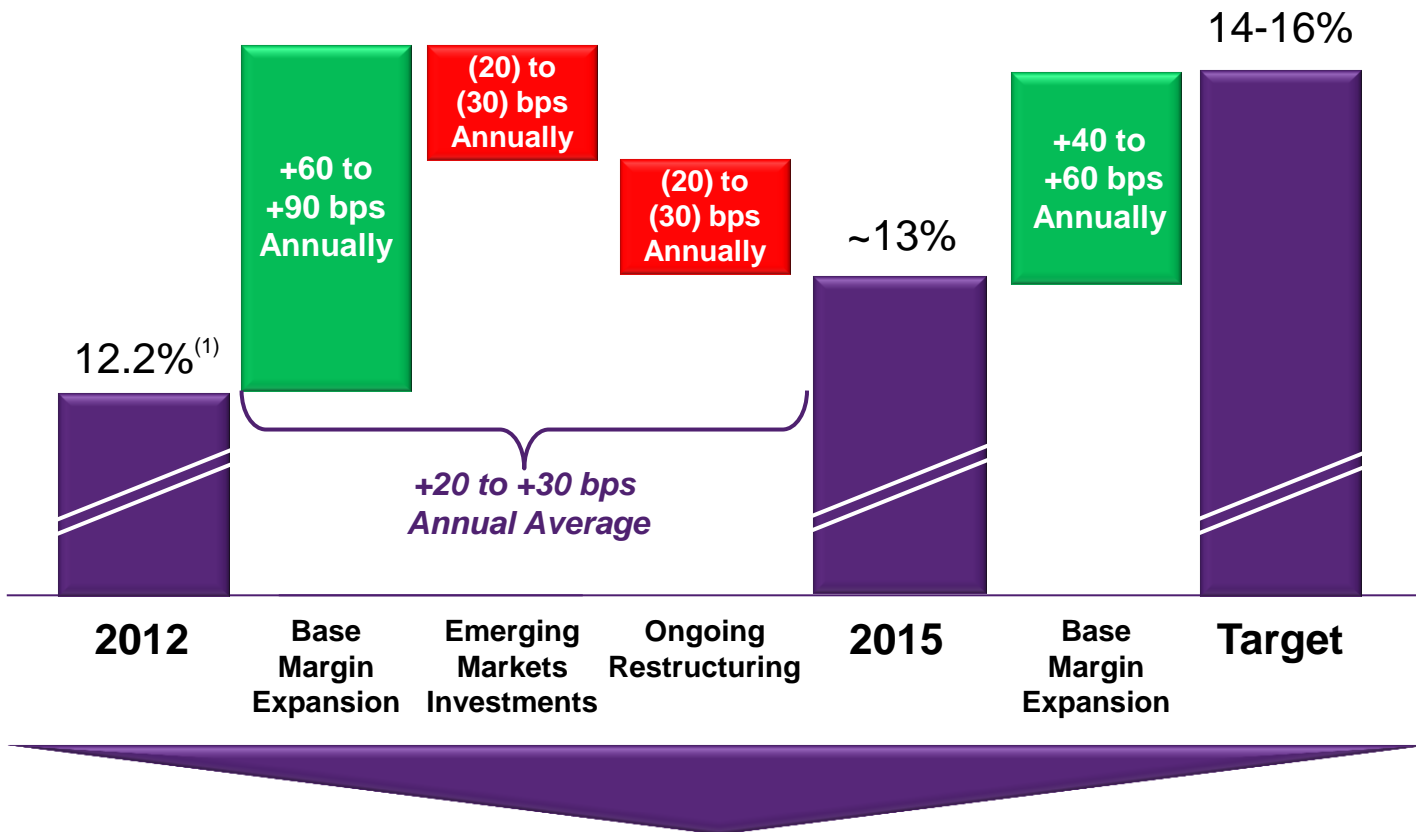 14-16%
(20) to
(30) bps
Annually
+60 to
+90 bps
Annually
(20) to
(30) bps
Annually
+40 to
+60 bps
Annually
~13%
12.2%(1)
+20 to +30 bps
Annual Average
2012
Base
Margin
Expansion
Emerging
Markets
Investments
Ongoing
Restructuring
2015
Base
Margin
Expansion
Target